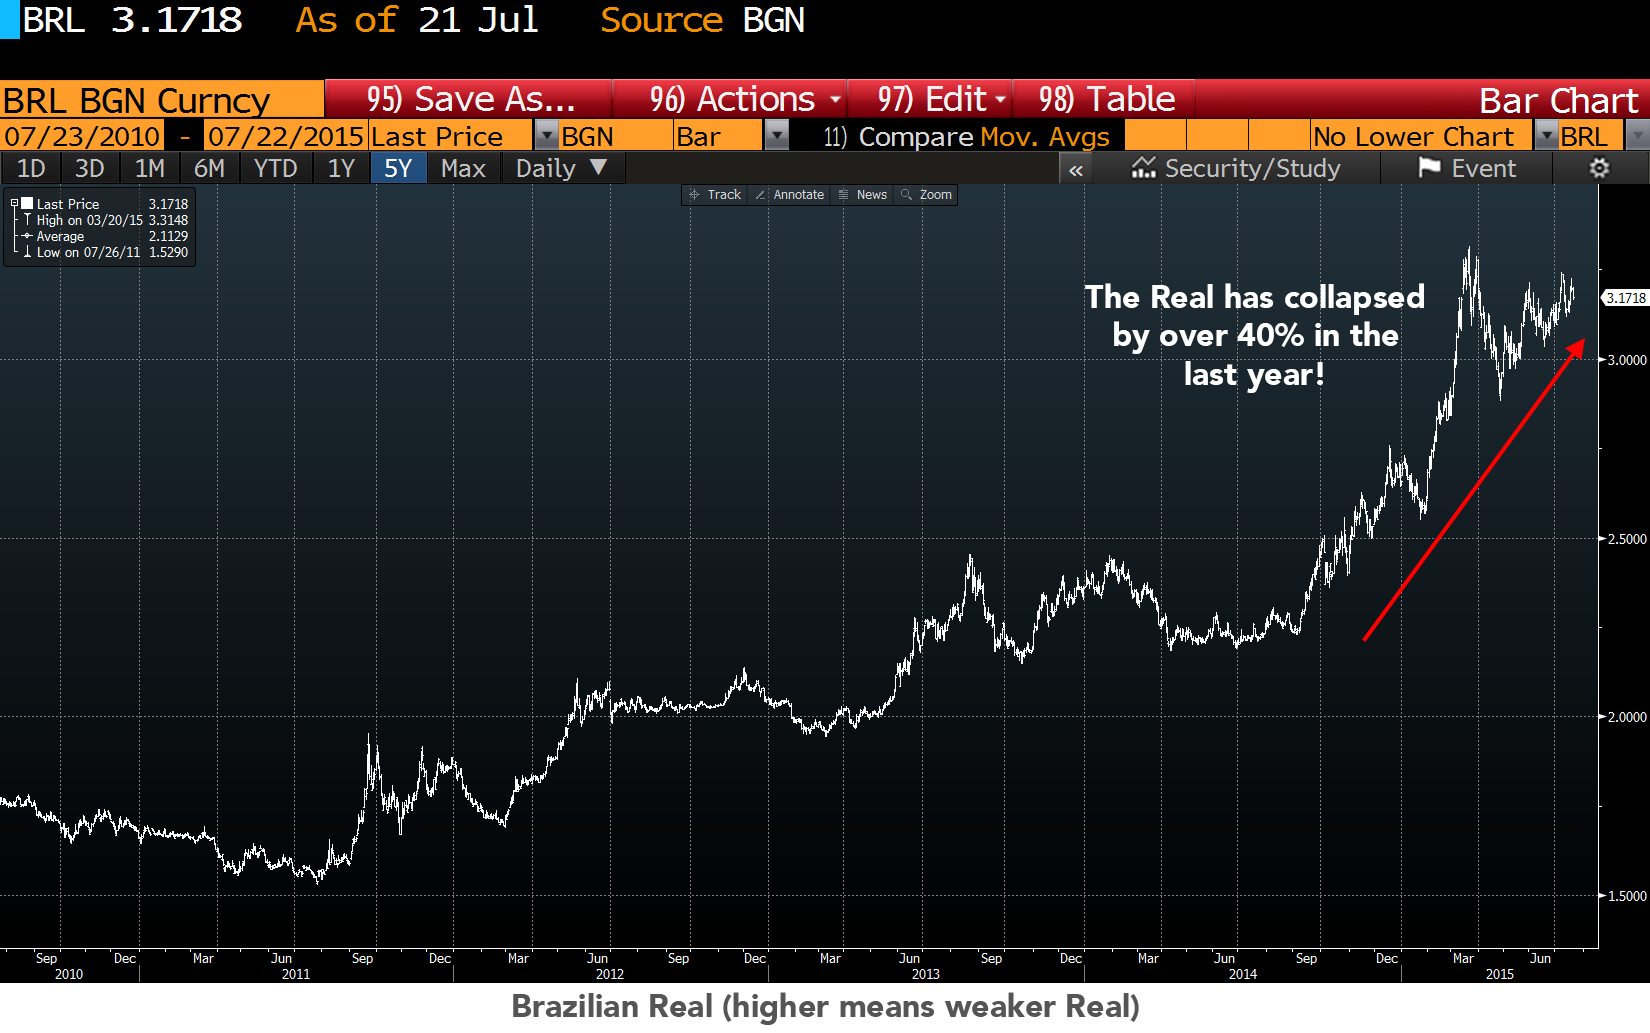 BRL 3.1718 As of 21 Jul Source BGN
BRL BGN Curncy 95) Save As... 96) Actions 97) Edit 98) Table Bar Chart
07/23/2010 - 07/22/2015 Last Price BGN Bar 11) Compare Mov. Avgs No Lower Chart BRL
1D 3D 1M 6M YTD 1Y 5Y Max Daily ▼ « Security/Study Event
Track Annotate News Zoom
Last Price 3.1718
High on 03/20/15 3.3148
Average 2.1129
Low on 07/26/11 1.5290
The Real has collapsed
by over 40% in the
last year!
3.1718
3.0000
2.5000
2.0000
1.5000
Sep Dec Mar Jun Sep Dec Mar Jun Sep Dec Mar Jun Sep Dec Mar Jun Sep Dec Mar Jun
2010 2011 2012 2013 2014 2015
Brazilian Real (higher means weaker Real)